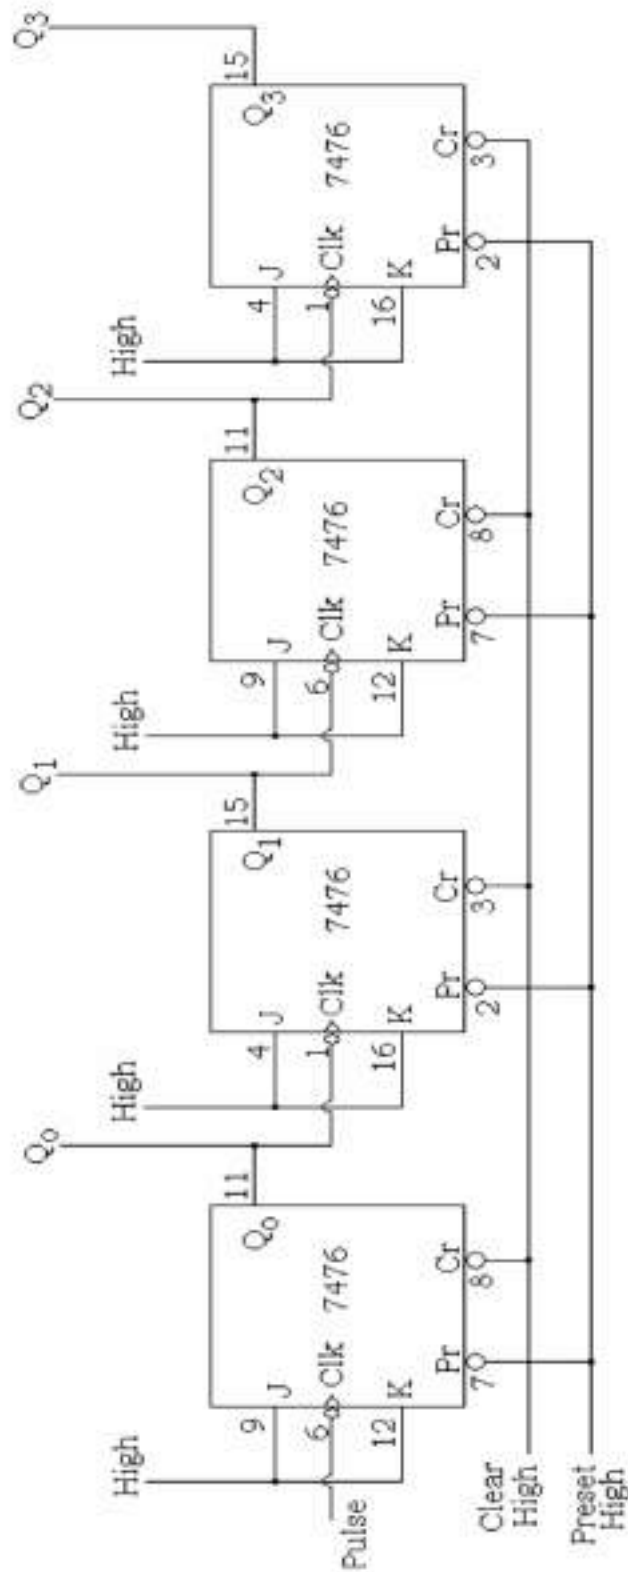 Q0
Q1
Q2
Q3
High
High
High
High
11
15
11
15
9
J
Q0
4
J
Q1
9
J
Q2
4
J
Q3
Pulse
6
Clk
7476
1
Clk
7476
6
Clk
7476
1
Clk
7476
12
K
16
K
12
K
16
K
Pr
Cr
Pr
Cr
Pr
Cr
Pr
Cr
7
8
2
3
7
8
2
3
Clear
High
Preset
High